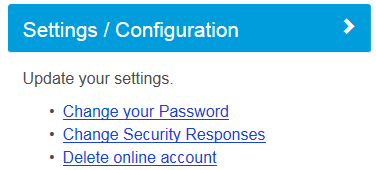 Settings / Configuration
Update your settings.
• Change your Password
• Change Security Responses
• Delete online account